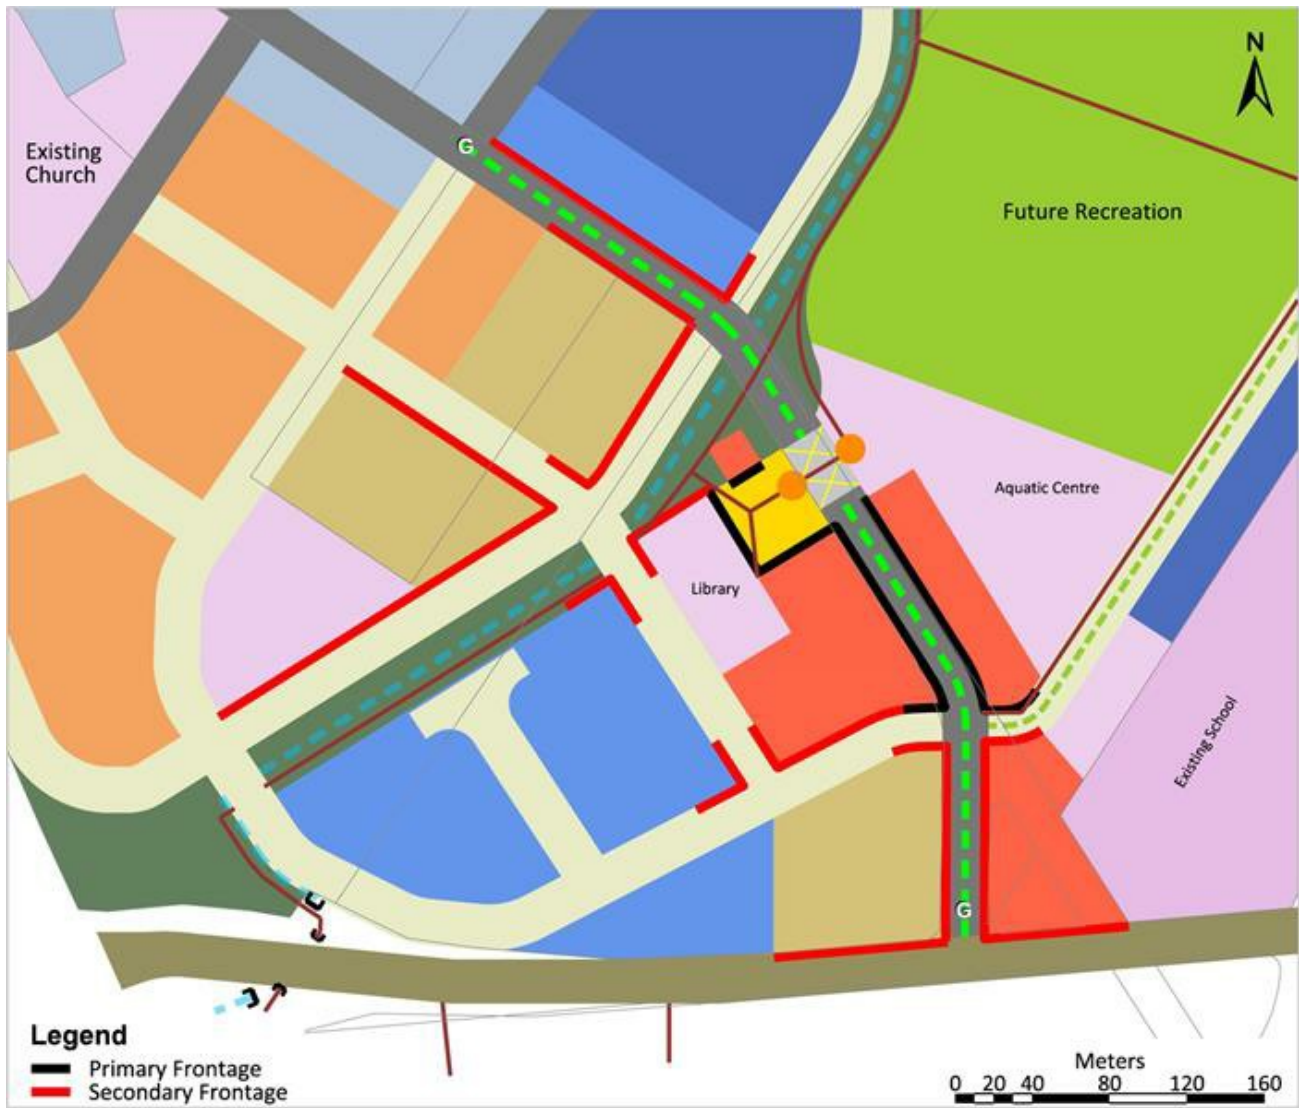 N
Existing
Church
G
Future Recreation
Aquatic Centre
Library
Existing School
G
Legend
Primary Frontage
Secondary Frontage
Meters
0 20 40 80 120 160